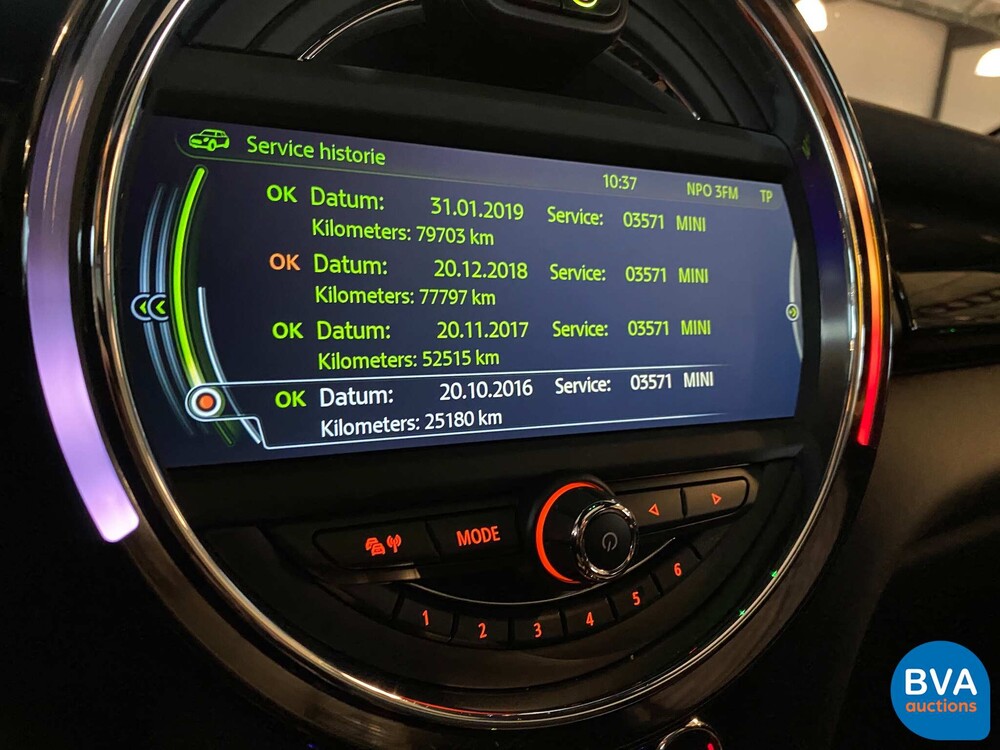 Service historie
10:37 NPO 3FM TP
OK Datum: 31.01.2019 Service: 03571 MINI
Kilometers: 79703 km
OK Datum: 20.12.2018 Service: 03571 MINI
Kilometers: 77797 km
OK Datum: 20.11.2017 Service: 03571 MINI
Kilometers: 52515 km
OK Datum: 20.10.2016 Service: 03571 MINI
Kilometers: 25180 km
MODE
1 2 3 4 5 6
BVA
auctions